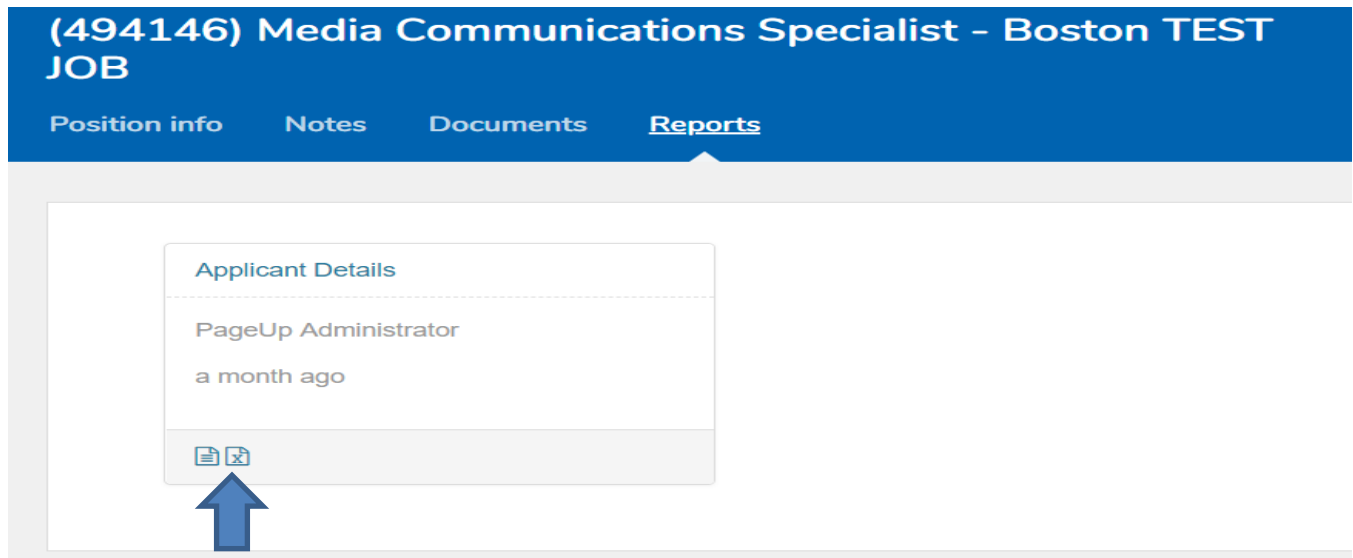 (494146) Media Communications Specialist - Boston TEST
JOB
Position info Notes Documents Reports
Applicant Details
PageUp Administrator
a month ago